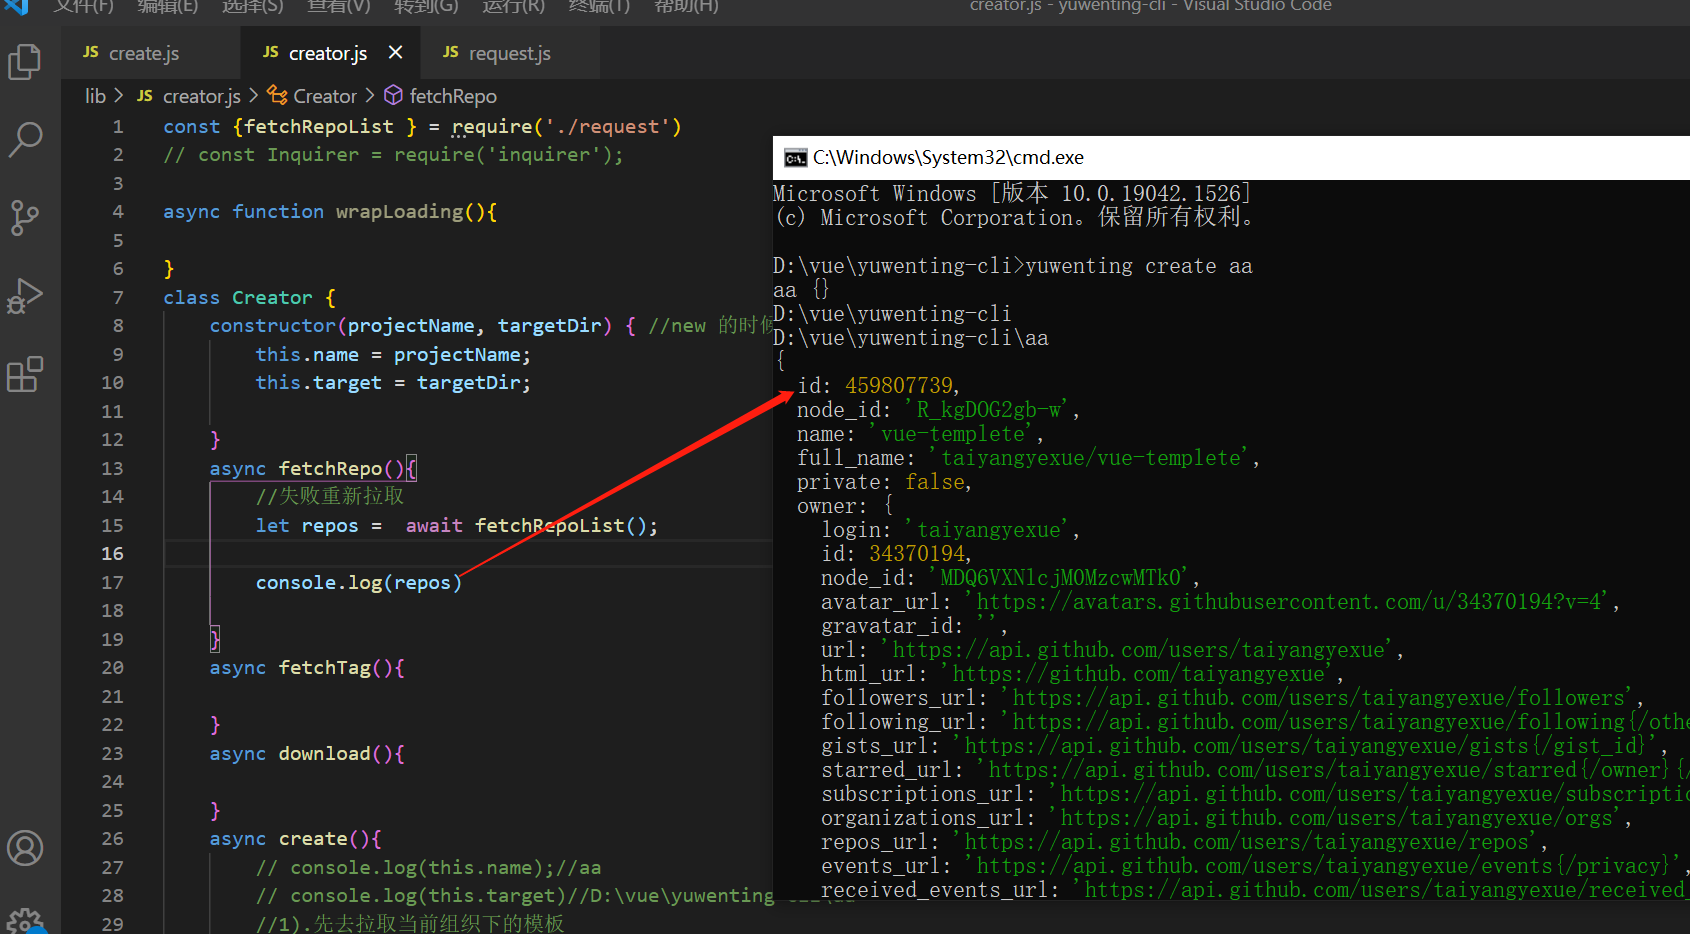 文件(F) 编辑(E) 选择(S) 查看(V) 转到(G) 运行(R) 终端(T) 帮助(H) creator.js - yuwenting-cli - Visual Studio Code
JS create.js JS creator.js × JS request.js
lib > JS creator.js > Creator > fetchRepo
1 const {fetchRepoList } = require('./request')
2 // const Inquirer = require('inquirer');
3
4 async function wrapLoading(){
5
6 }
7 class Creator {
8 constructor(projectName, targetDir) { //new 的时候
9 this.name = projectName;
10 this.target = targetDir;
11
12 }
13 async fetchRepo(){
14 //失败重新拉取
15 let repos =  await fetchRepoList();
16
17 console.log(repos)
18
19 }
20 async fetchTag(){
21
22 }
23 async download(){
24
25 }
26 async create(){
27 // console.log(this.name);//aa
28 // console.log(this.target)//D:\vue\yuwenting
29 //1).先去拉取当前组织下的模板
C:\Windows\System32\cmd.exe
Microsoft Windows [版本 10.0.19042.1526]
(c) Microsoft Corporation。保留所有权利。
D:\vue\yuwenting-cli>yuwenting create aa
aa {}
D:\vue\yuwenting-cli
D:\vue\yuwenting-cli\aa
{
id: 459807739,
node_id: 'R_kgDOG2gb-w',
name: 'vue-templete',
full_name: 'taiyangyexue/vue-templete',
private: false,
owner: {
login: 'taiyangyexue',
id: 34370194,
node_id: 'MDQ6VXNlcjM0MzcwMTk0',
avatar_url: 'https://avatars.githubusercontent.com/u/34370194?v=4',
gravatar_id: '',
url: 'https://api.github.com/users/taiyangyexue',
html_url: 'https://github.com/taiyangyexue',
followers_url: 'https://api.github.com/users/taiyangyexue/followers',
following_url: 'https://api.github.com/users/taiyangyexue/following{/othe
gists_url: 'https://api.github.com/users/taiyangyexue/gists{/gist_id}',
starred_url: 'https://api.github.com/users/taiyangyexue/starred{/owner}{/
subscriptions_url: 'https://api.github.com/users/taiyangyexue/subscriptio
organizations_url: 'https://api.github.com/users/taiyangyexue/orgs',
repos_url: 'https://api.github.com/users/taiyangyexue/repos',
events_url: 'https://api.github.com/users/taiyangyexue/events{/privacy}',
received_events_url: 'https://api.github.com/users/taiyangyexue/received_